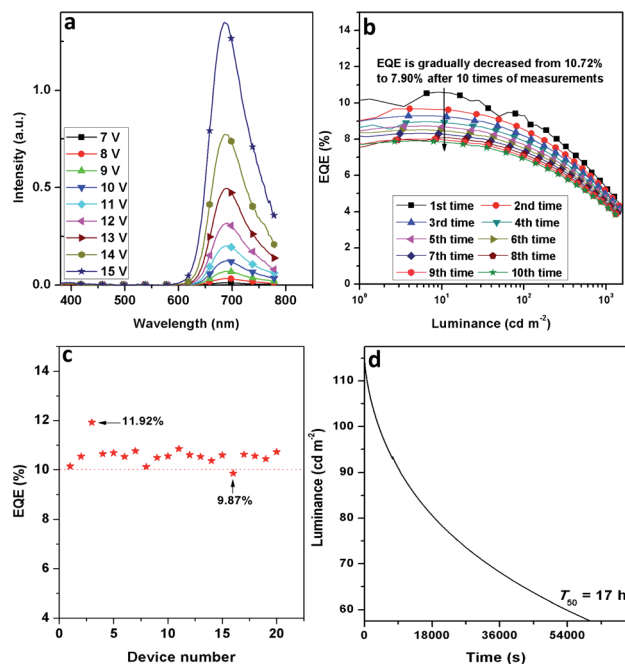 a
Intensity (a.u.)
1.0
0.5
0.0
7 V
8 V
9 V
10 V
11 V
12 V
13 V
14 V
15 V
400 500 600 700 800
Wavelength (nm)
b
EQE is gradually decreased from 10.72%
to 7.90% after 10 times of measurements
EQE (%)
12
10
8
6
4
2
0
1st time 2nd time
3rd time 4th time
5th time 6th time
7th time 8th time
9th time 10th time
10⁰ 10¹ 10² 10³
Luminance (cd m⁻²)
c
EQE (%)
15
14
12
10
8
6
4
11.92%
9.87%
0 5 10 15 20
Device number
d
Luminance (cd m⁻²)
110
100
90
80
70
60
T₅₀ = 17 h
0 18000 36000 54000
Time (s)